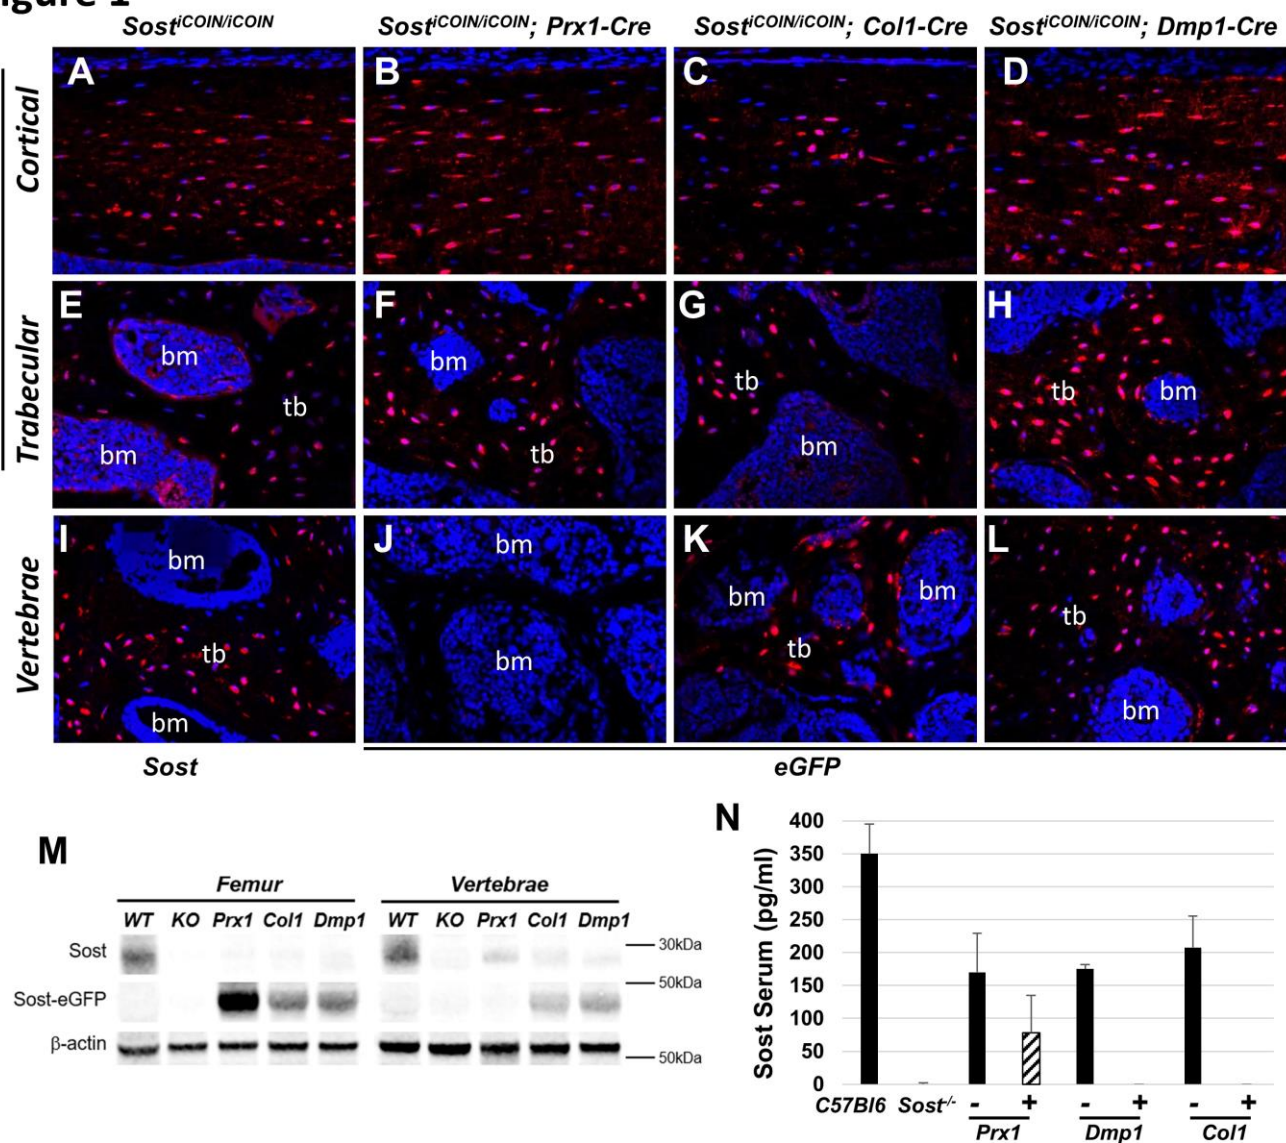 Figure 1
Sost^iCOIN/iCOIN Sost^iCOIN/iCOIN; Prx1-Cre Sost^iCOIN/iCOIN; Col1-Cre Sost^iCOIN/iCOIN; Dmp1-Cre
Cortical
A B C D
Trabecular
E F G H
bm bm tb bm
tb bm tb bm
tb bm
Vertebrae
I J K L
bm bm bm bm tb
tb bm tb bm
bm
Sost eGFP
M
Femur Vertebrae
WT KO Prx1 Col1 Dmp1 WT KO Prx1 Col1 Dmp1
Sost 30kDa
50kDa
Sost-eGFP
β-actin 50kDa
N
Sost Serum (pg/ml)
400
350
300
250
200
150
100
50
0
C57Bl6 Sost-/- - + - + - +
Prx1 Dmp1 Col1